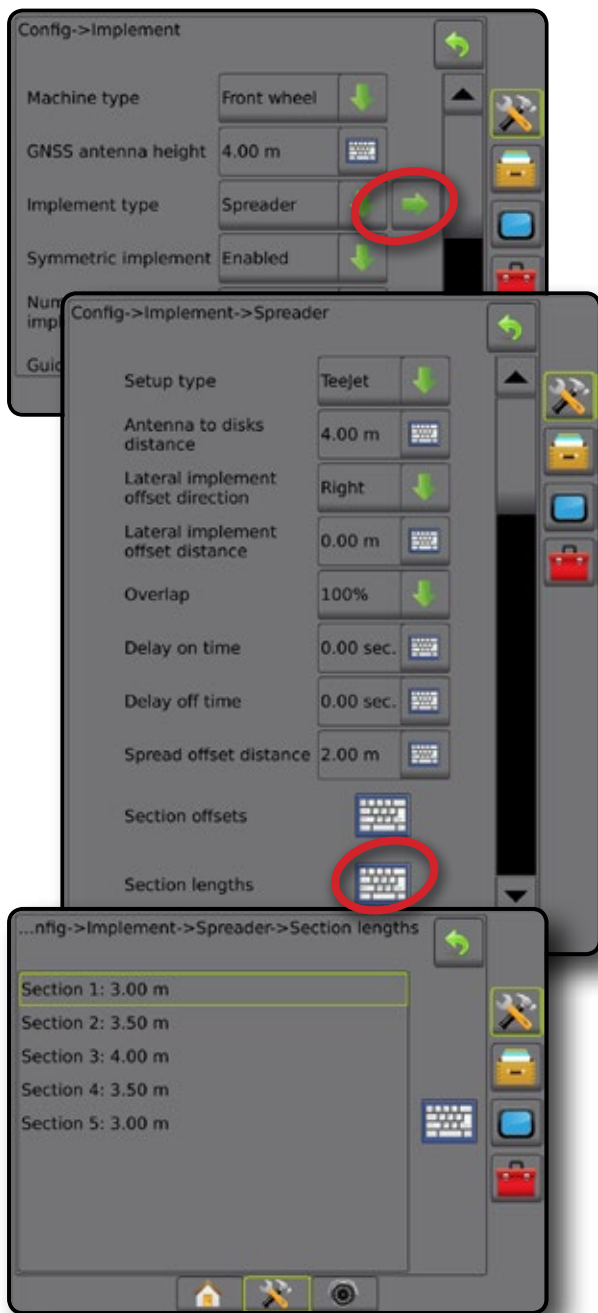 Config->Implement
Machine type Front wheel
GNSS antenna height 4.00 m
Implement type Spreader
Symmetric implement Enabled
Config->Implement->Spreader
Setup type TeeJet
Antenna to disks
distance 4.00 m
Lateral implement
offset direction Right
Lateral implement
offset distance 0.00 m
Overlap 100%
Delay on time 0.00 sec.
Delay off time 0.00 sec.
Spread offset distance 2.00 m
Section offsets
Section lengths
...nfig->Implement->Spreader->Section lengths
Section 1: 3.00 m
Section 2: 3.50 m
Section 3: 4.00 m
Section 4: 3.50 m
Section 5: 3.00 m